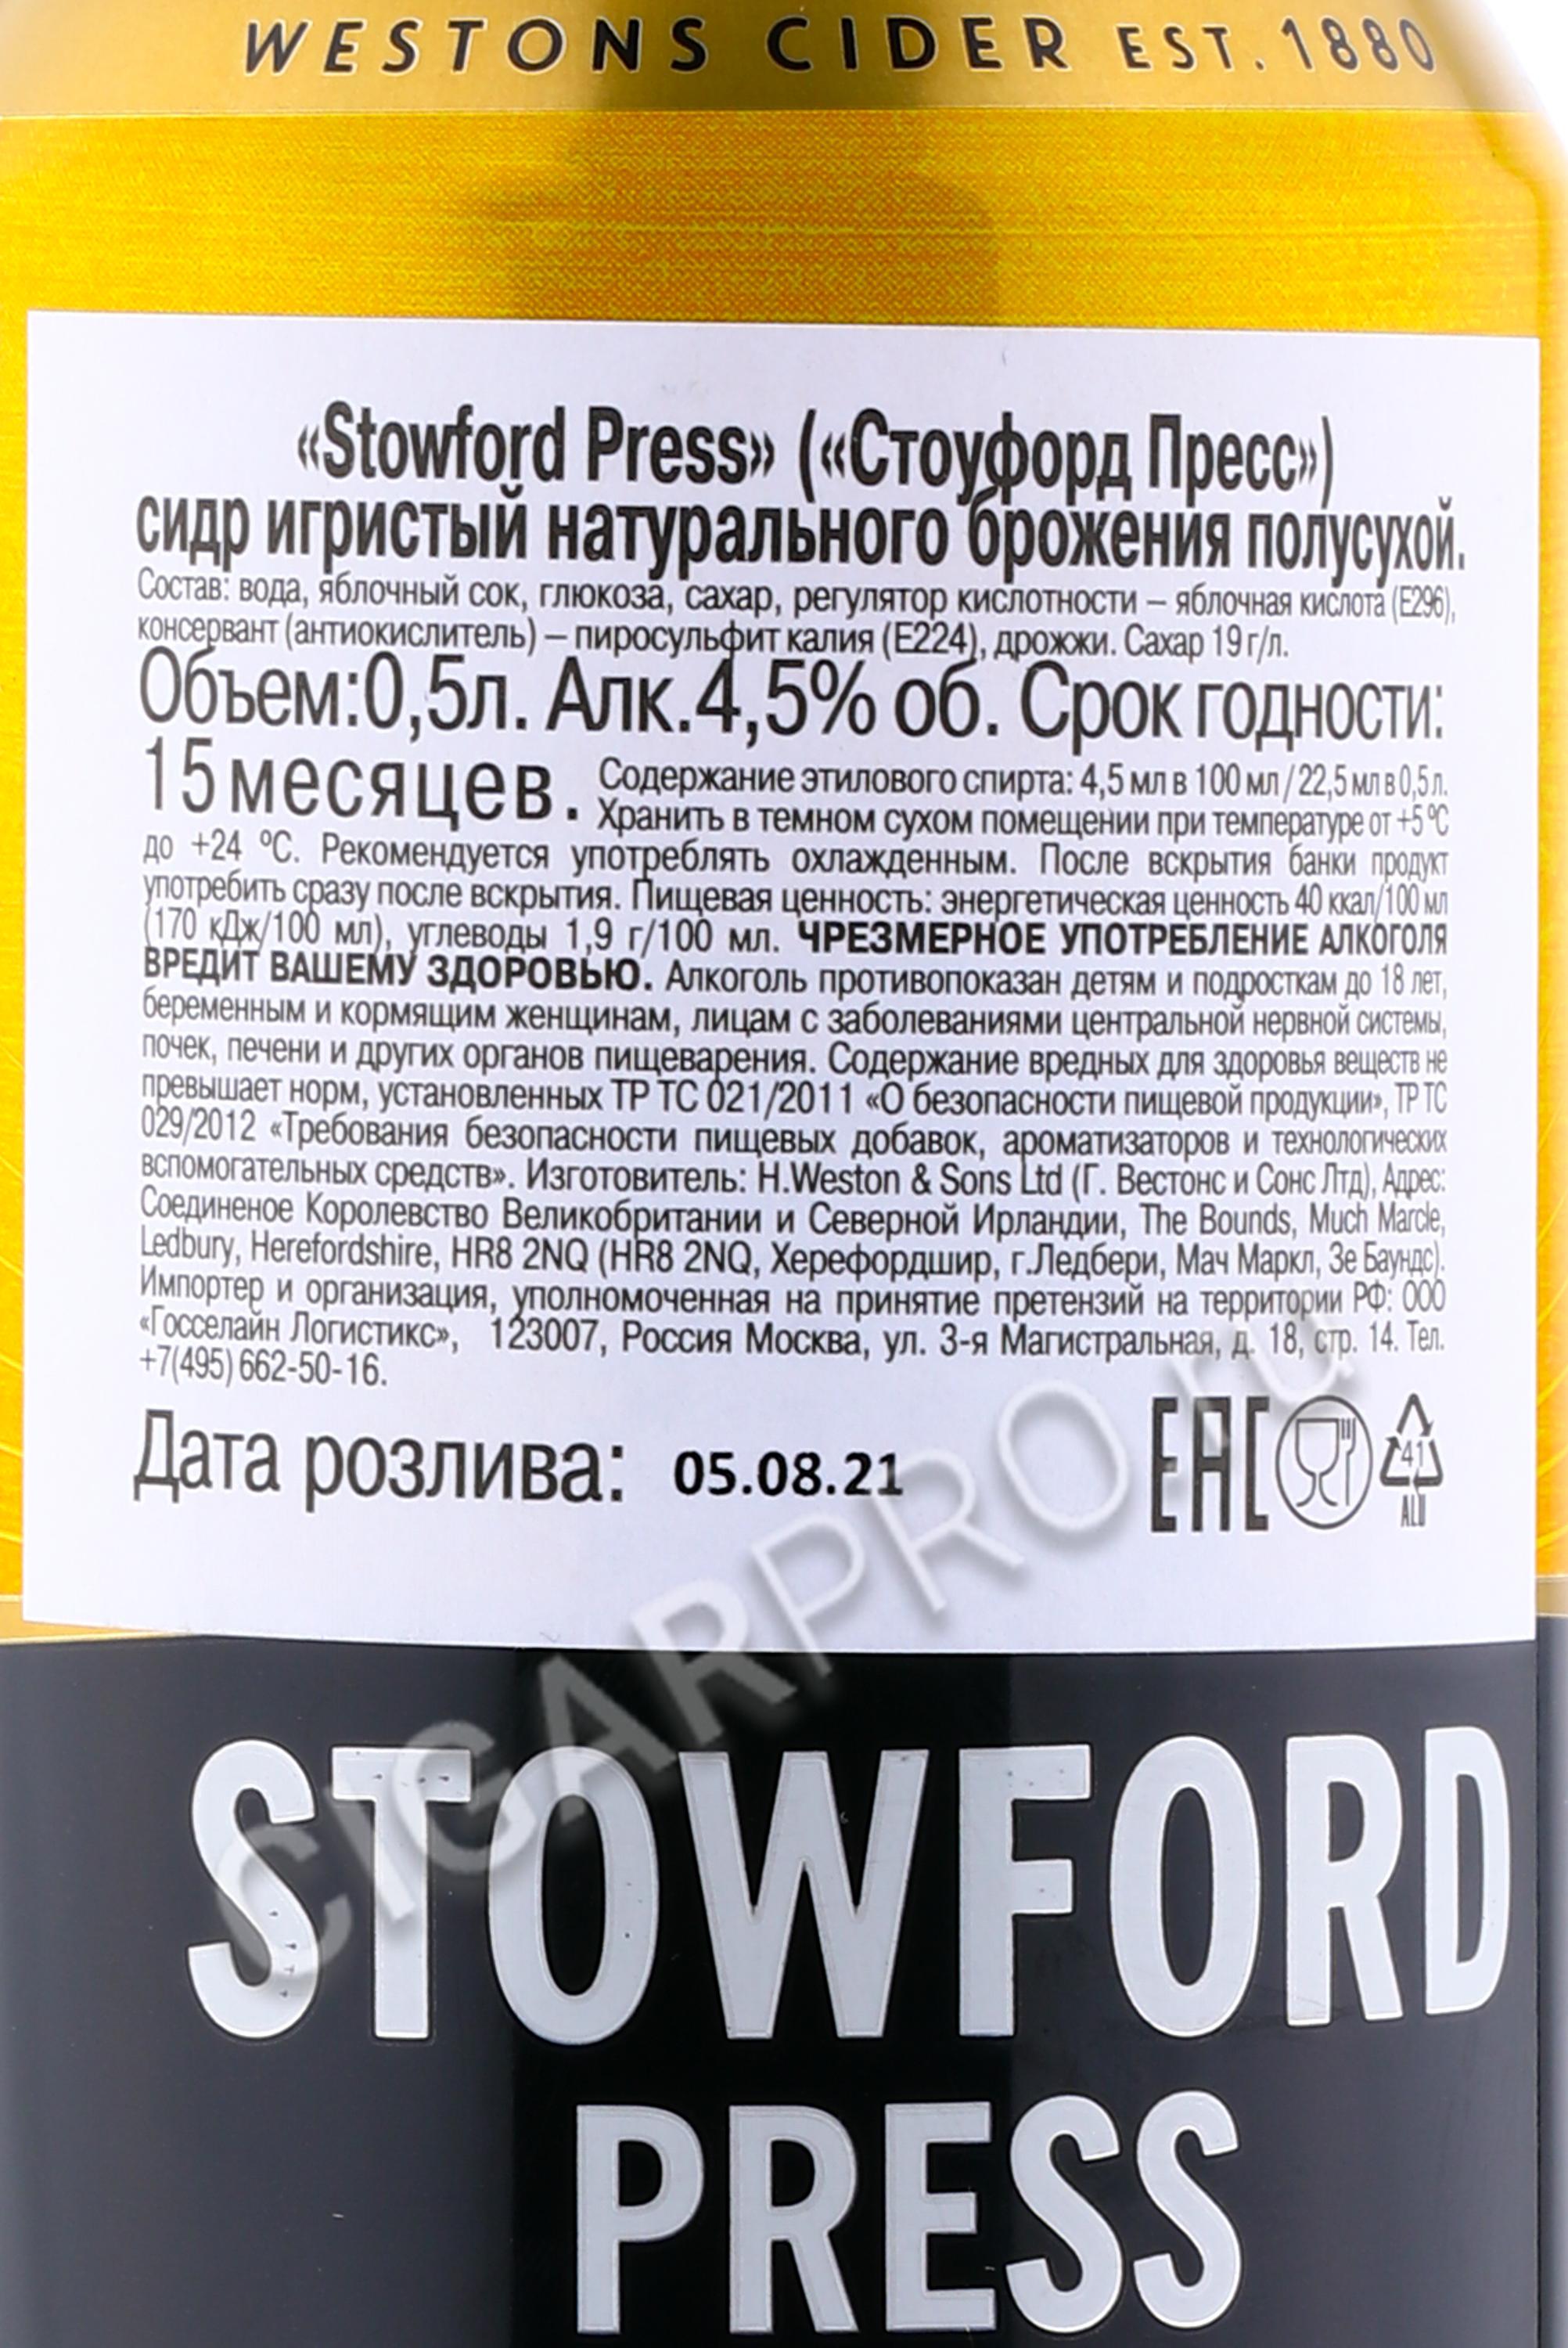 WESTONS CIDER EST. 1880
«Stowford Press» («Стоуфорд Пресс»)
сидр игристый натурального брожения полусухой.
Состав: вода, яблочный сок, глюкоза, сахар, регулятор кислотности – яблочная кислота (Е296),
консервант (антиокислитель) – пиросульфит калия (Е224), дрожжи. Сахар 19 г/л.
Объем:0,5л. Алк.4,5% об. Срок годности:
15 месяцев. Содержание этилового спирта: 4,5 мл в 100 мл / 22,5 мл в 0,5 л.
Хранить в темном сухом помещении при температуре от +5 ºС
до +24 ºС. Рекомендуется употреблять охлажденным. После вскрытия банки продукт
употребить сразу после вскрытия. Пищевая ценность: энергетическая ценность 40 ккал/100 мл
(170 кДж/100 мл), углеводы 1,9 г/100 мл. ЧРЕЗМЕРНОЕ УПОТРЕБЛЕНИЕ АЛКОГОЛЯ
ВРЕДИТ ВАШЕМУ ЗДОРОВЬЮ. Алкоголь противопоказан детям и подросткам до 18 лет,
беременным и кормящим женщинам, лицам с заболеваниями центральной нервной системы,
почек, печени и других органов пищеварения. Содержание вредных для здоровья веществ не
превышает норм, установленных ТР ТС 021/2011 «О безопасности пищевой продукции», ТР ТС
029/2012 «Требования безопасности пищевых добавок, ароматизаторов и технологических
вспомогательных средств». Изготовитель: H.Weston & Sons Ltd (Г. Вестонс и Сонс Лтд), Адрес:
Соединеное Королевство Великобритании и Северной Ирландии, The Bounds, Much Marcle,
Ledbury, Herefordshire, HR8 2NQ (HR8 2NQ, Херефордшир, г.Ледбери, Мач Маркл, Зе Баундс).
Импортер и организация, уполномоченная на принятие претензий на территории РФ: ООО
«Госселайн Логистикс», 123007, Россия Москва, ул. 3-я Магистральная, д. 18, стр. 14. Тел.
+7(495) 662-50-16.
Дата розлива: 05.08.21
EAC
41
ALU
CIGARPRO.ru
STOWFORD
PRESS